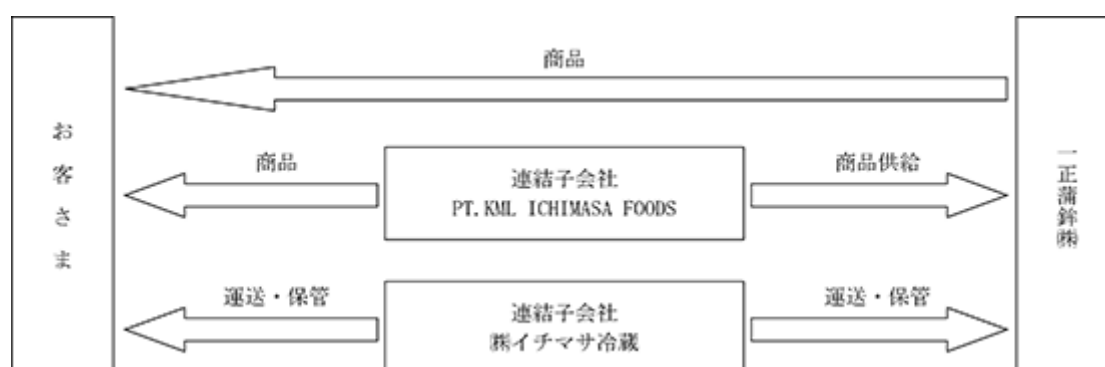 お客さま
商品
商品
連結子会社
PT.KML ICHIMASA FOODS
商品供給
運送・保管
連結子会社
㈱イチマサ冷蔵
運送・保管
一正蒲鉾㈱